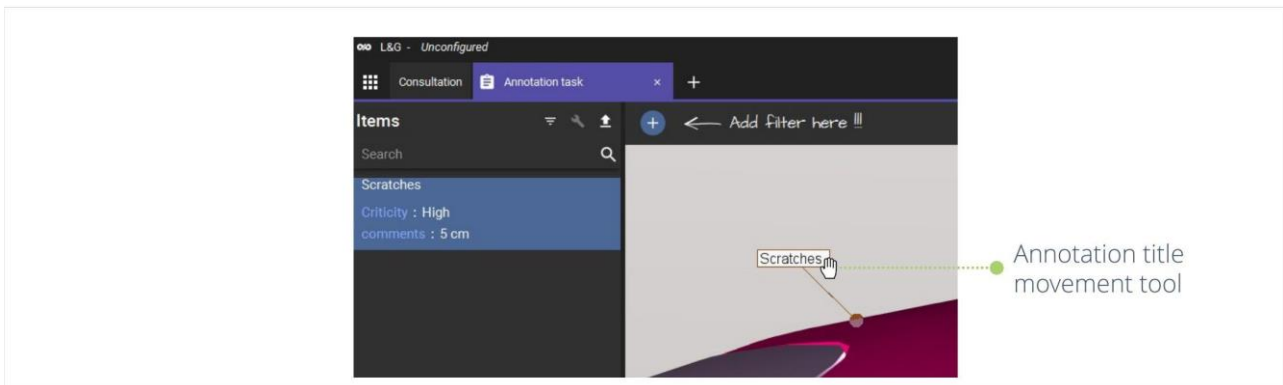 L&G - Unconfigured
Consultation
Annotation task
Items
Add filter here !!!
Search
Scratches
Criticity : High
comments : 5 cm
Scratches
Annotation title
movement tool